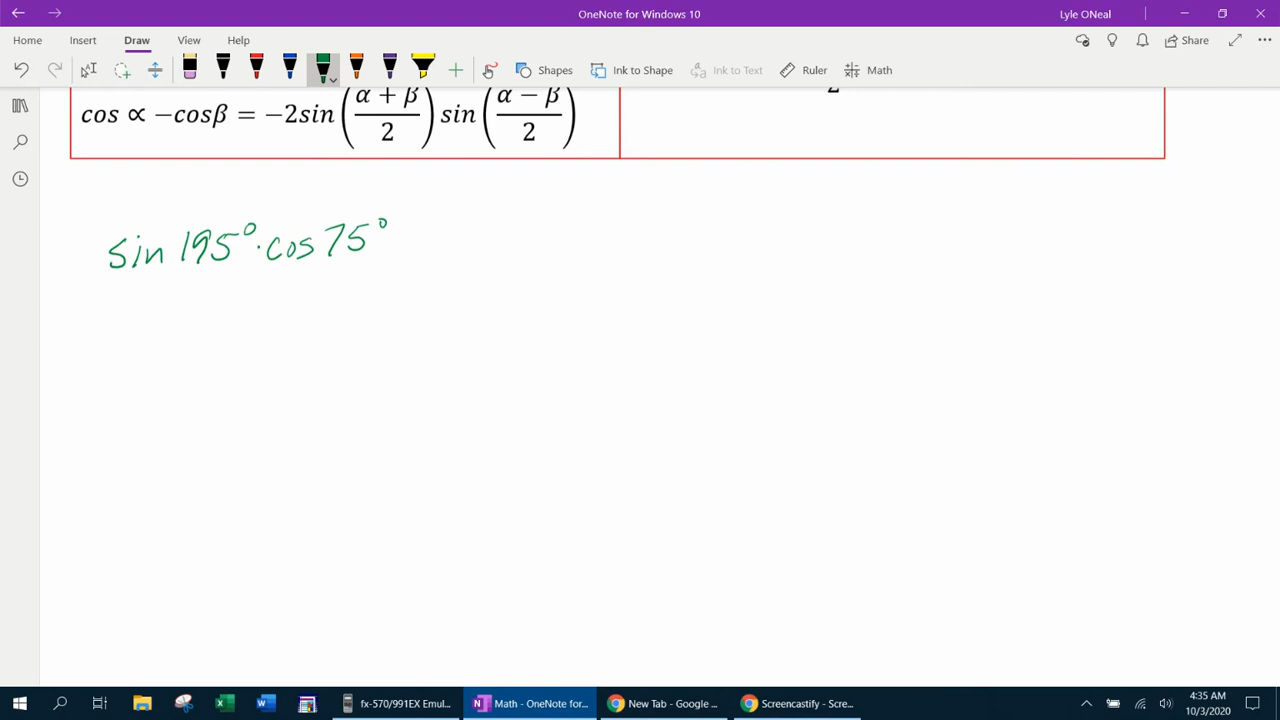 OneNote for Windows 10
Lyle ONeal
Home Insert Draw View Help
Share
Shapes Ink to Shape Ink to Text Ruler Math
cos ∝ −cosβ = −2sin((α + β)/2) sin((α − β)/2)
2
sin 195° · cos 75°
fx-570/991EX Emul...
Math - OneNote for...
New Tab - Google ...
Screencastify - Scre...
4:35 AM
10/3/2020